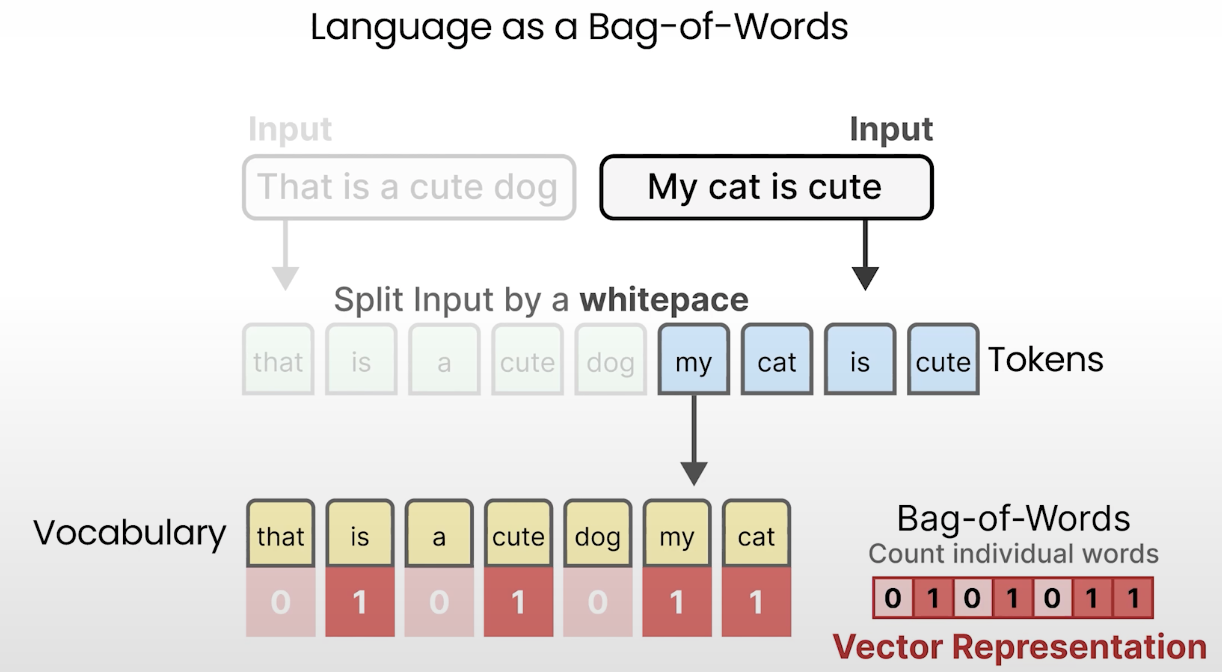 Language as a Bag-of-Words
Input
Input
That is a cute dog
My cat is cute
Split Input by a whitepace
that is a cute dog my cat is cute Tokens
Vocabulary
that is a cute dog my cat
0 1 0 1 0 1 1
Bag-of-Words
Count individual words
0 1 0 1 0 1 1
Vector Representation